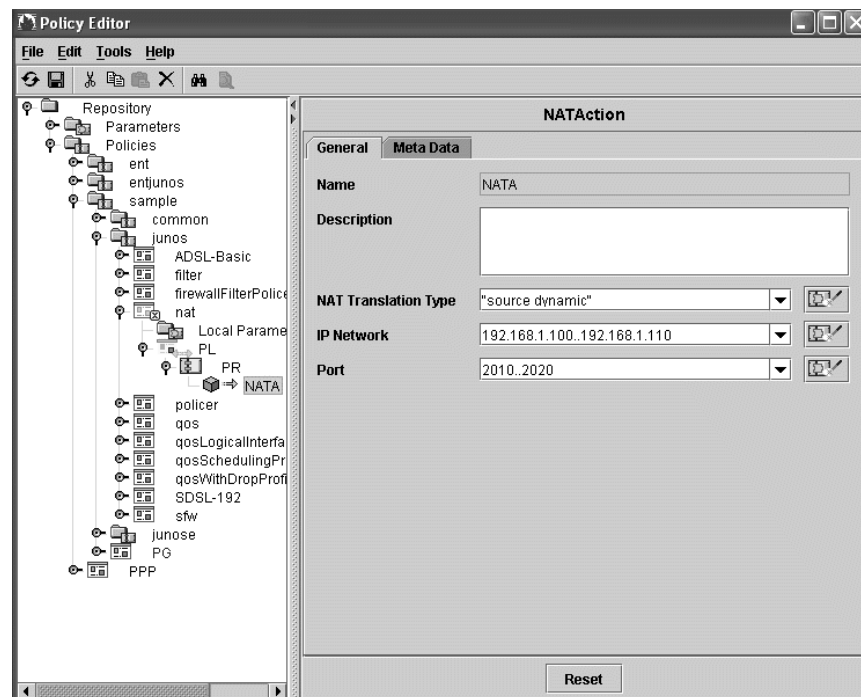 Policy Editor
File Edit Tools Help
Repository
Parameters
Policies
ent
entjunos
sample
common
junos
ADSL-Basic
filter
firewallFilterPolice
nat
Local Parame
PL
PR
NATA
policer
qos
qosLogicalInterfa
qosSchedulingPr
qosWithDropProfi
SDSL-192
sfw
junose
PG
PPP
NATAction
General Meta Data
Name NATA
Description
NAT Translation Type "source dynamic"
IP Network 192.168.1.100..192.168.1.110
Port 2010..2020
Reset